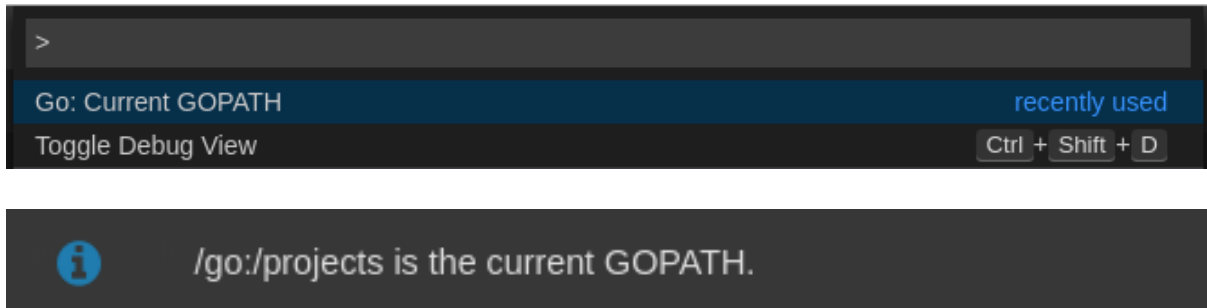 >
Go: Current GOPATH recently used
Toggle Debug View Ctrl + Shift + D
/go:/projects is the current GOPATH.